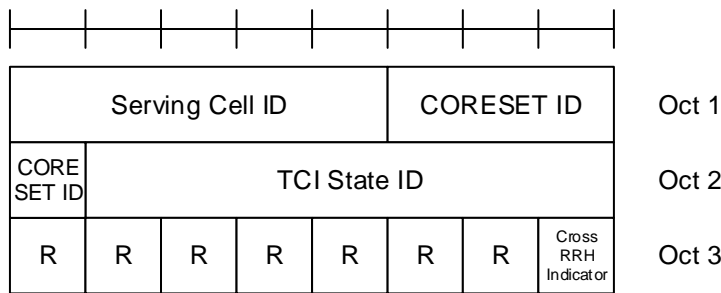 Serving Cell ID CORESET ID Oct 1
CORE
SET ID TCI State ID Oct 2
R R R R R R R Cross
RRH
Indicator Oct 3